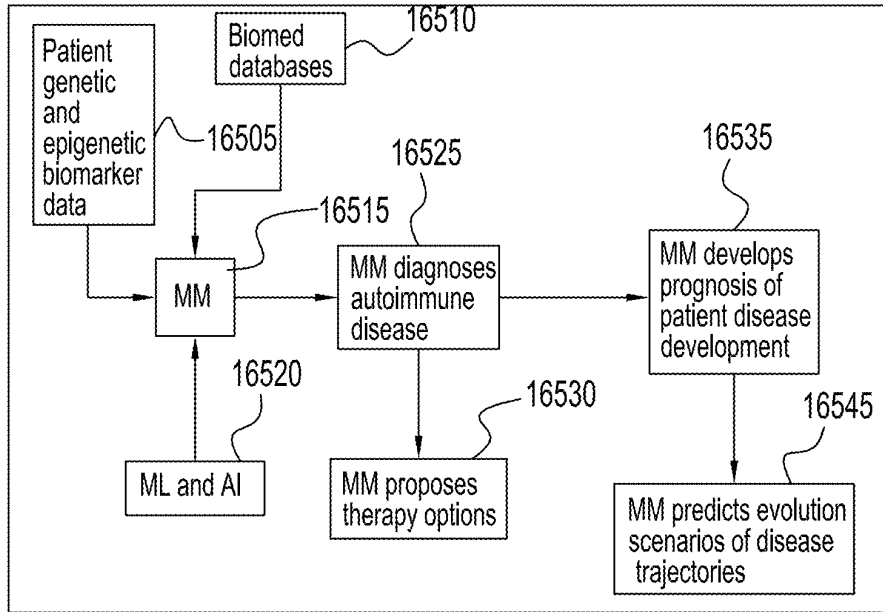 Patient
genetic
and
epigenetic
biomarker
data
16505
Biomed
databases
16510
MM
16515
ML and AI
16520
MM diagnoses
autoimmune
disease
16525
MM proposes
therapy options
16530
MM develops
prognosis of
patient disease
development
16535
MM predicts evolution
scenarios of disease
trajectories
16545